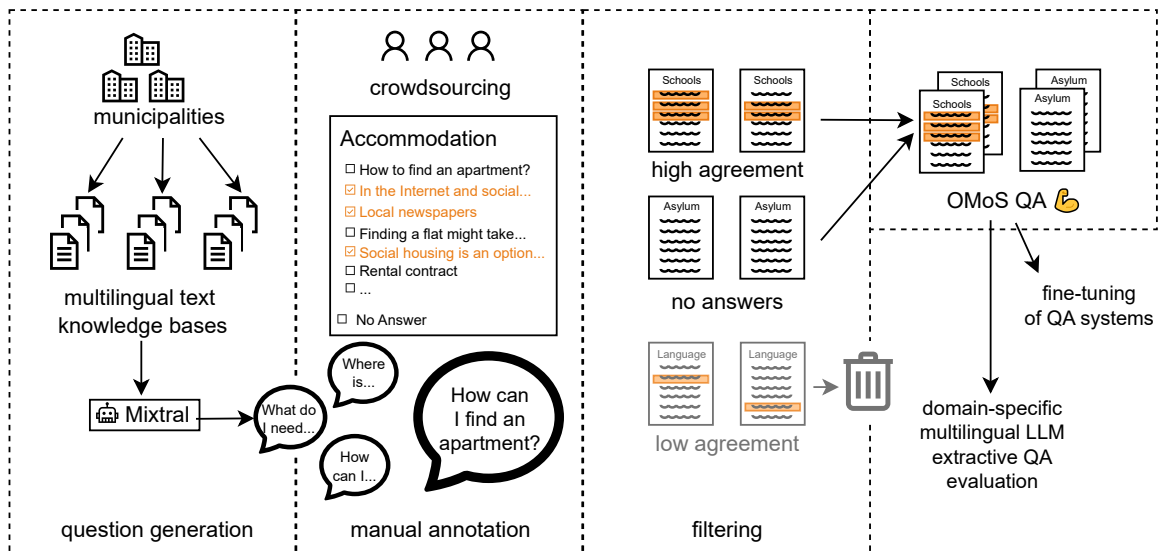 municipalities
multilingual text
knowledge bases
Mixtral
What do
I need...
question generation
crowdsourcing
Accommodation
How to find an apartment?
In the Internet and social...
Local newspapers
Finding a flat might take...
Social housing is an option...
Rental contract
...
No Answer
Where
is...
How
can I...
How can
I find an
apartment?
manual annotation
Schools
Schools
high agreement
Asylum
Asylum
no answers
Language
Language
low agreement
filtering
Schools
Schools
Asylum
Asylum
OMoS QA 💪
fine-tuning
of QA systems
domain-specific
multilingual LLM
extractive QA
evaluation